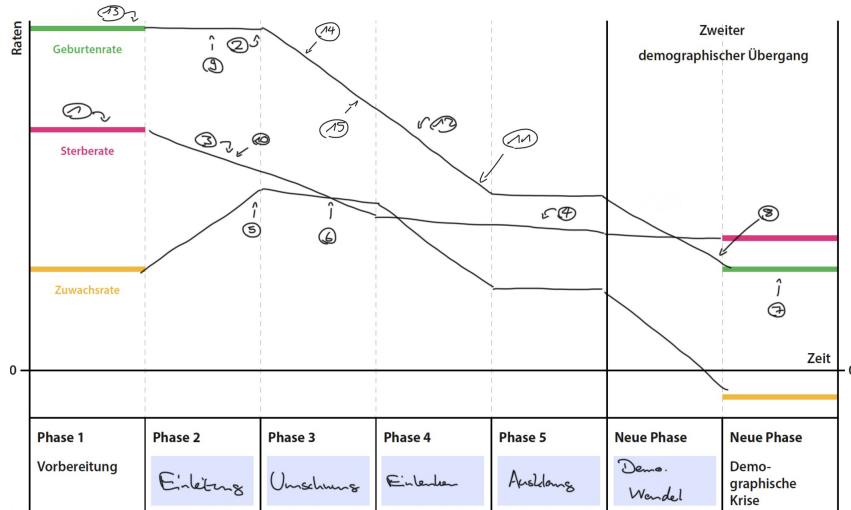 Raten
13
14
Zweiter
demographischer Übergang
Geburtenrate
2
9
15
12
11
1
3
10
Sterberate
5
6
4
8
Zuwachsrate
7
0
Zeit
0
Phase 1
Phase 2
Phase 3
Phase 4
Phase 5
Neue Phase
Neue Phase
Vorbereitung
Einleitung
Umschwung
Einlenken
Ausklang
Demo.
Wandel
Demo-
graphische
Krise